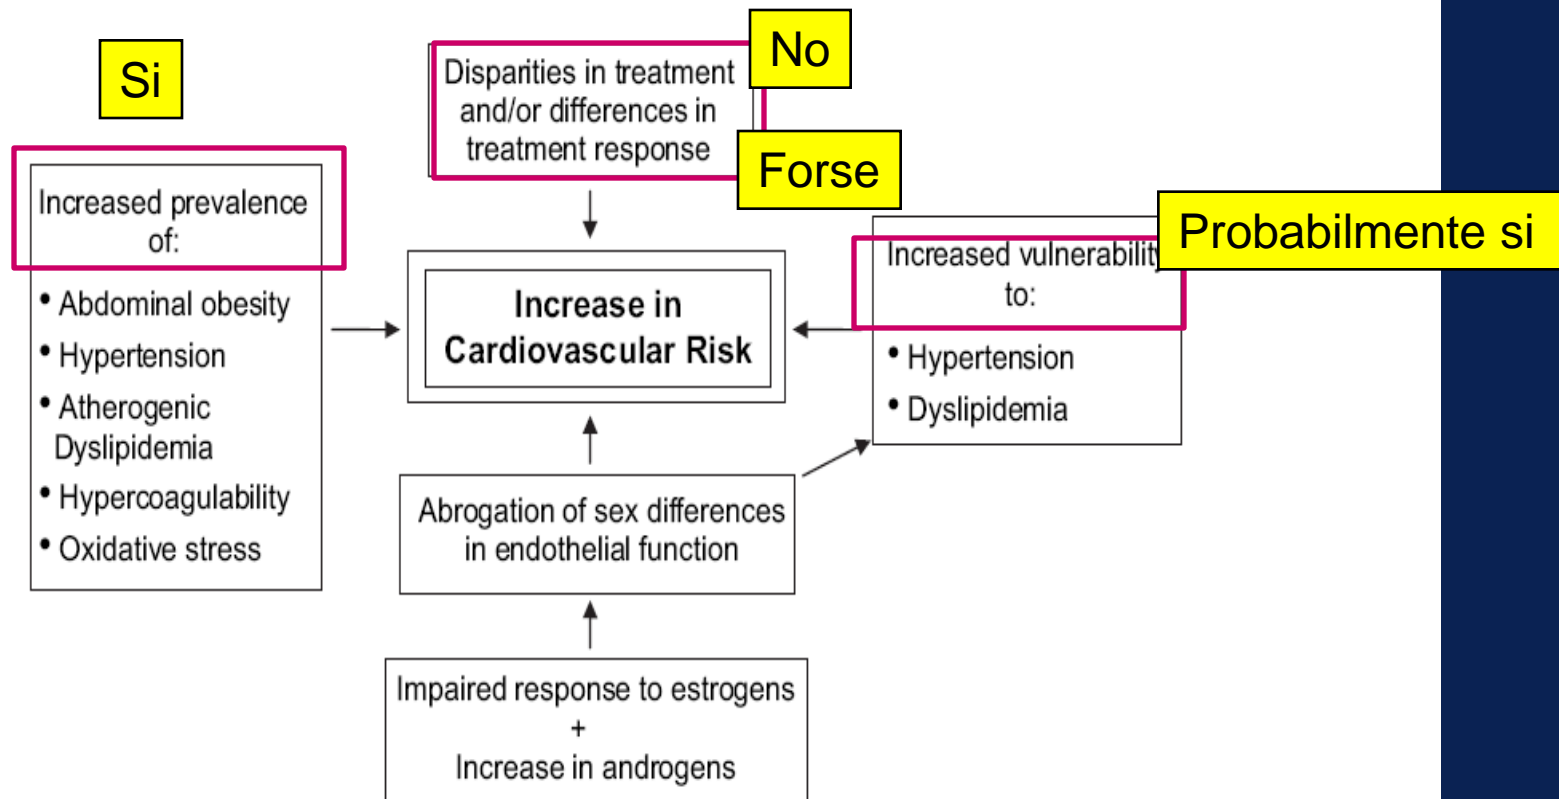 Si
Increased prevalence
of:
• Abdominal obesity
• Hypertension
• Atherogenic
Dyslipidemia
• Hypercoagulability
• Oxidative stress
No
Disparities in treatment
and/or differences in
treatment response
Forse
Increase in
Cardiovascular Risk
Probabilmente si
Increased vulnerability
to:
• Hypertension
• Dyslipidemia
Abrogation of sex differences
in endothelial function
Impaired response to estrogens
+
Increase in androgens